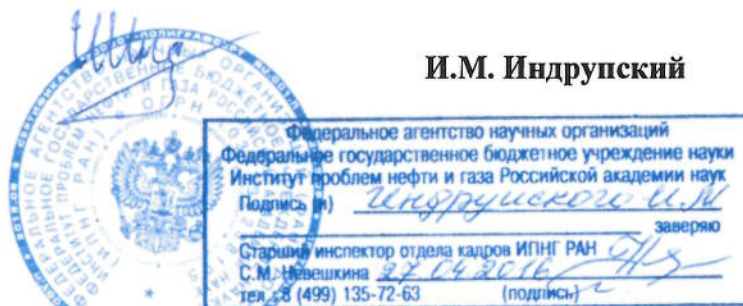 И.М. Индрупский
Федеральное агентство научных организаций
Федеральное государственное бюджетное учреждение науки
Институт проблем нефти и газа Российской академии наук
Подпись (и) Индрупского И.М
заверяю
Старший инспектор отдела кадров ИПНГ РАН
С.М. Невешкина 27.04.2016
тел.: 8 (499) 135-72-63 (подпись)